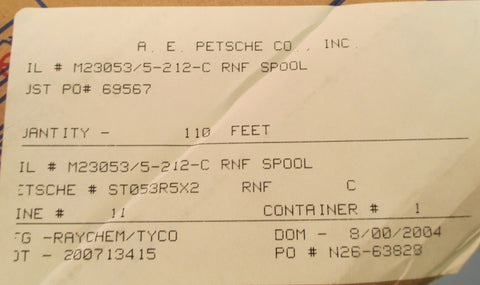 A. E. PETSCHE CO., INC.
IL # M23053/5-212-C RNF SPOOL
JST PO# 69567
JANTITY - 110 FEET
IL # M23053/5-212-C RNF SPOOL
ETSCHE # ST053R5X2 RNF C
INE # 11 CONTAINER # 1
FG -RAYCHEM/TYCO DOM - 8/00/2004
OT - 200713415 PO # N26-63829